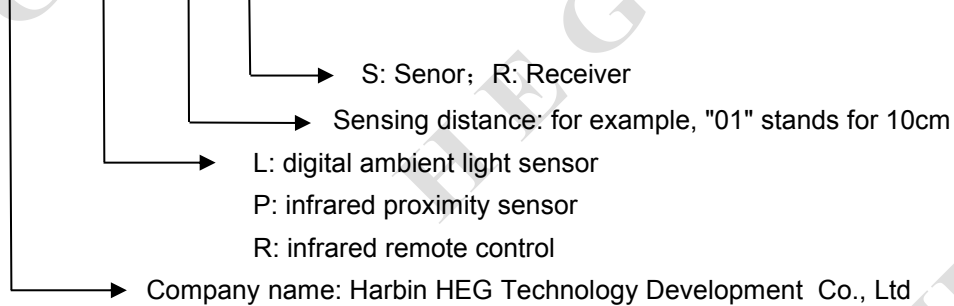 S: Senor；R: Receiver
Sensing distance: for example, "01" stands for 10cm
L: digital ambient light sensor
P: infrared proximity sensor
R: infrared remote control
Company name: Harbin HEG Technology Development Co., Ltd
H E G